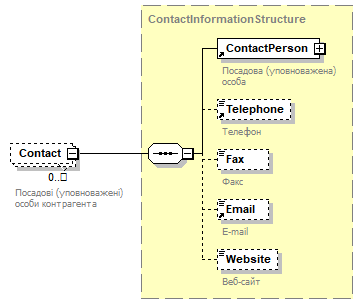 ContactInformationStructure
ContactPerson
Посадова (уповноважена)
особа
Telephone
Телефон
Contact
0..
Посадові (уповноважені)
особи контрагента
Fax
Факс
Email
E-mail
Website
Веб-сайт